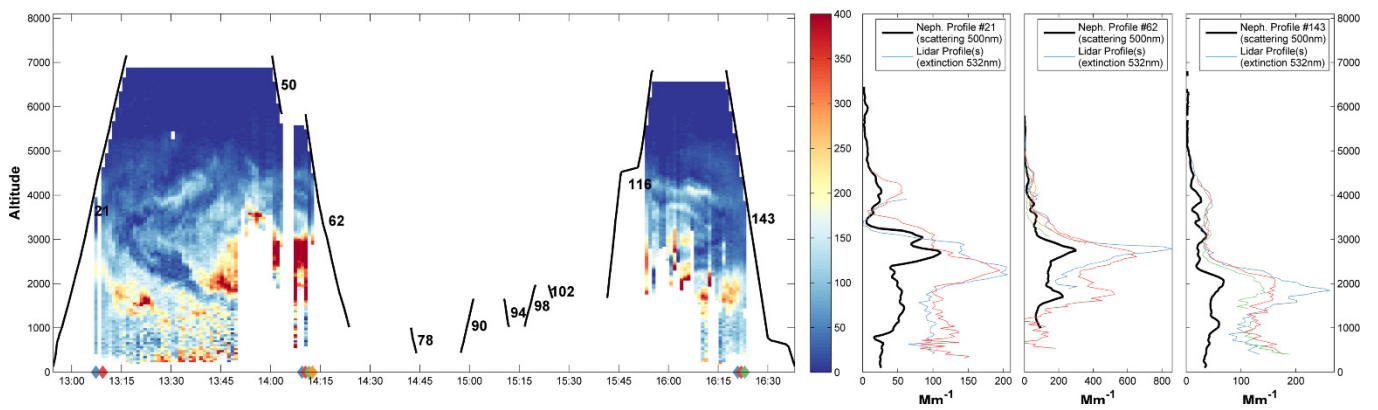 8000
7000
6000
5000
4000
3000
2000
1000
0
Altitude
13:00
13:15
13:30
13:45
14:00
14:15
14:30
14:45
15:00
15:15
15:30
15:45
16:00
16:15
16:30
21
50
62
78
90
94
98
102
116
143
400
350
300
250
200
150
100
50
0
Neph. Profile #21
(scattering 500nm)
Lidar Profile(s)
(extinction 532nm)
0 50 100 150 200
Mm-1
Neph. Profile #62
(scattering 500nm)
Lidar Profile(s)
(extinction 532nm)
0 200 400 600 800
Mm-1
Neph. Profile #143
(scattering 500nm)
Lidar Profile(s)
(extinction 532nm)
0 100 200
Mm-1
8000
7000
6000
5000
4000
3000
2000
1000
0